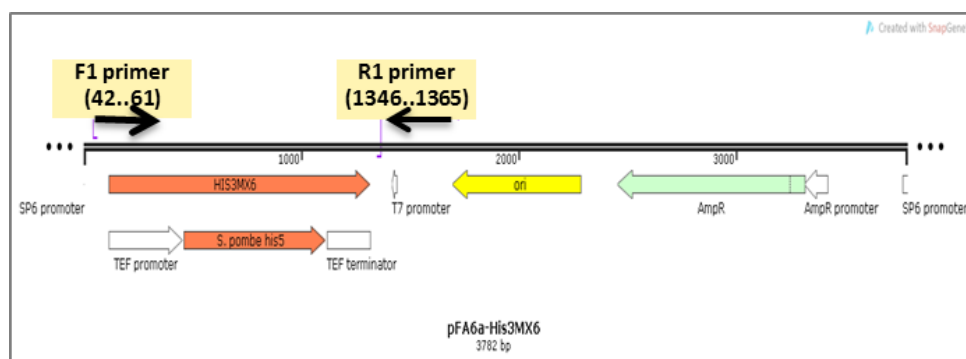 Created with SnapGene
F1 primer
(42..61)
R1 primer
(1346..1365)
1000
2000
3000
HIS3MX6
ori
SP6 promoter
T7 promoter
AmpR
AmpR promoter
SP6 promoter
S. pombe his5
TEF promoter
TEF terminator
pFA6a-His3MX6
3782 bp